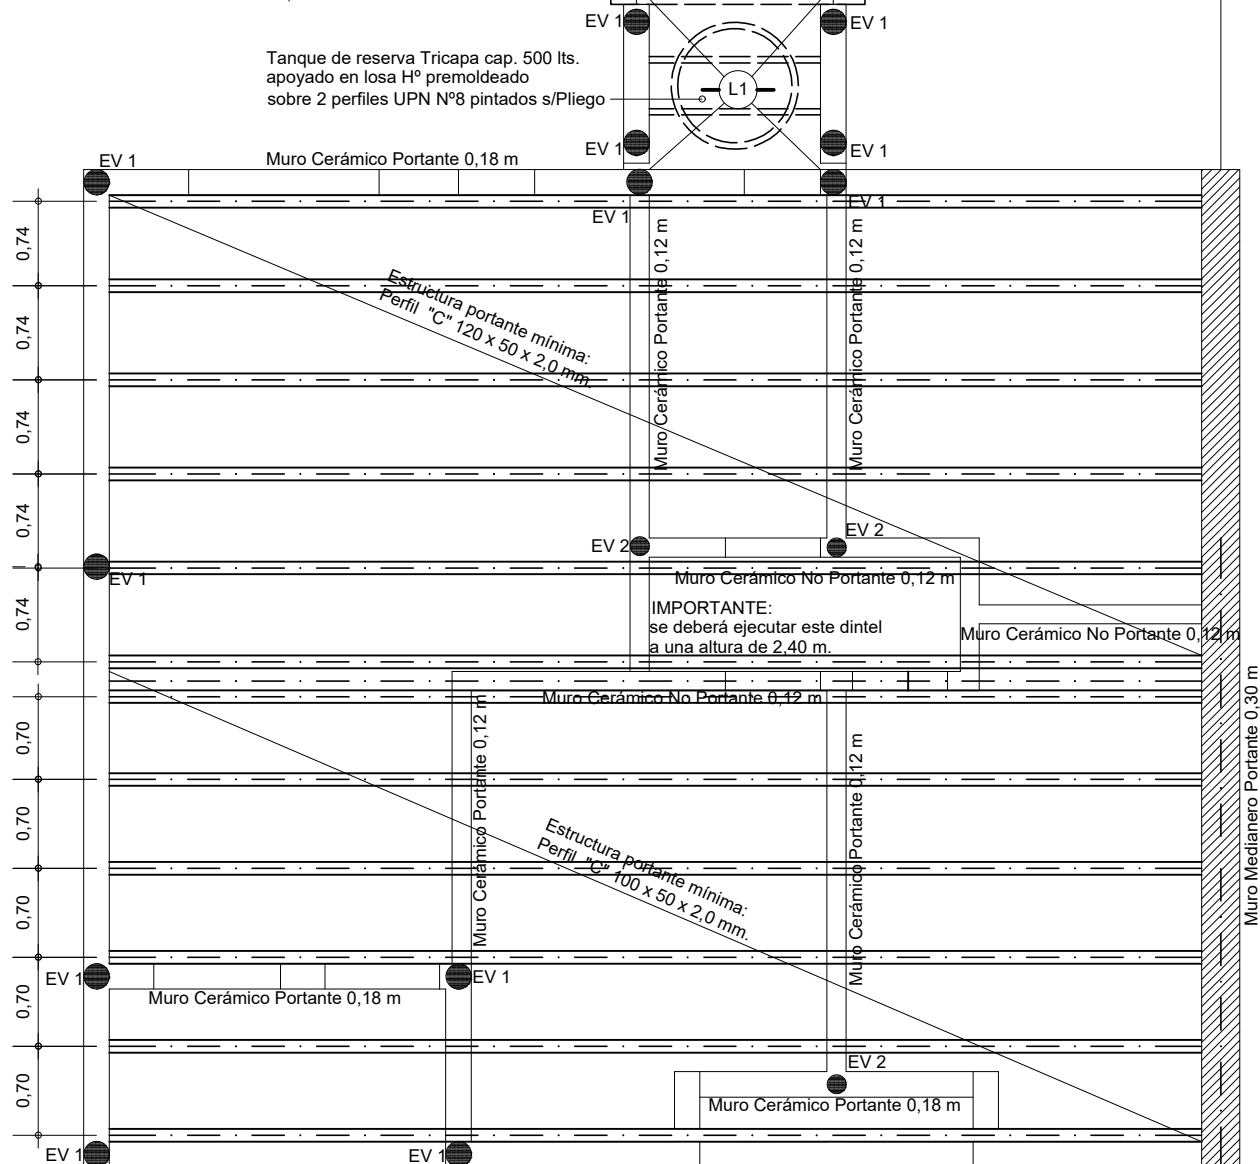 EV 1
EV 1
Tanque de reserva Tricapa cap. 500 lts.
apoyado en losa Hº premoldeado
sobre 2 perfiles UPN Nº8 pintados s/Pliego
L1
EV 1
EV 1
EV 1
Muro Cerámico Portante 0,18 m
EV 1
EV 1
0,74
0,74
0,74
0,74
0,74
Muro Cerámico Portante 0,12 m
Muro Cerámico Portante 0,12 m
Estructura portante mínima:
Perfil "C" 120 x 50 x 2,0 mm.
EV 2
EV 2
EV 1
Muro Cerámico No Portante 0,12 m
IMPORTANTE:
se deberá ejecutar este dintel
a una altura de 2,40 m.
Muro Cerámico No Portante 0,12 m
Muro Cerámico No Portante 0,12 m
Muro Medianero Portante 0,30 m
0,70
0,70
0,70
0,70
0,70
Muro Cerámico Portante 0,12 m
Muro Cerámico Portante 0,12 m
Estructura portante mínima:
Perfil "C" 100 x 50 x 2,0 mm.
EV 1
EV 1
Muro Cerámico Portante 0,18 m
EV 2
Muro Cerámico Portante 0,18 m
EV 1
EV 1